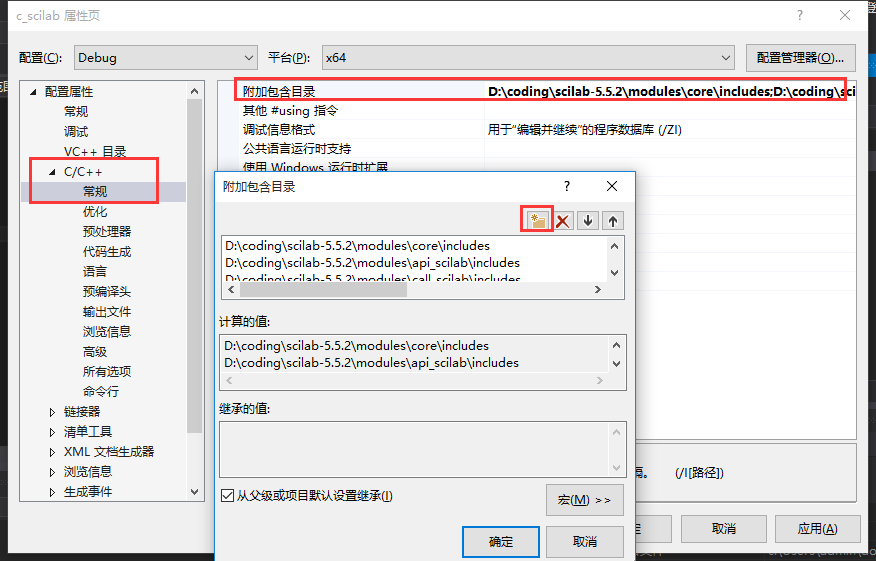 c_scilab 属性页
配置(C):
Debug
平台(P):
x64
配置管理器(O)...
配置属性
常规
调试
VC++ 目录
C/C++
常规
优化
预处理器
代码生成
语言
预编译头
输出文件
浏览信息
高级
所有选项
命令行
链接器
清单工具
XML 文档生成器
浏览信息
生成事件
附加包含目录 D:\coding\scilab-5.5.2\modules\core\includes;D:\coding\sci
其他 #using 指令
调试信息格式 用于“编辑并继续”的程序数据库 (/ZI)
公共语言运行时支持
使用 Windows 运行时扩展
附加包含目录
D:\coding\scilab-5.5.2\modules\core\includes
D:\coding\scilab-5.5.2\modules\api_scilab\includes
D:\coding\scilab-5.5.2\modules\call_scilab\includes
计算的值:
D:\coding\scilab-5.5.2\modules\core\includes
D:\coding\scilab-5.5.2\modules\api_scilab\includes
继承的值:
从父级或项目默认设置继承(I)
宏(M) >>
确定
取消
(/I[路径])
取消
应用(A)